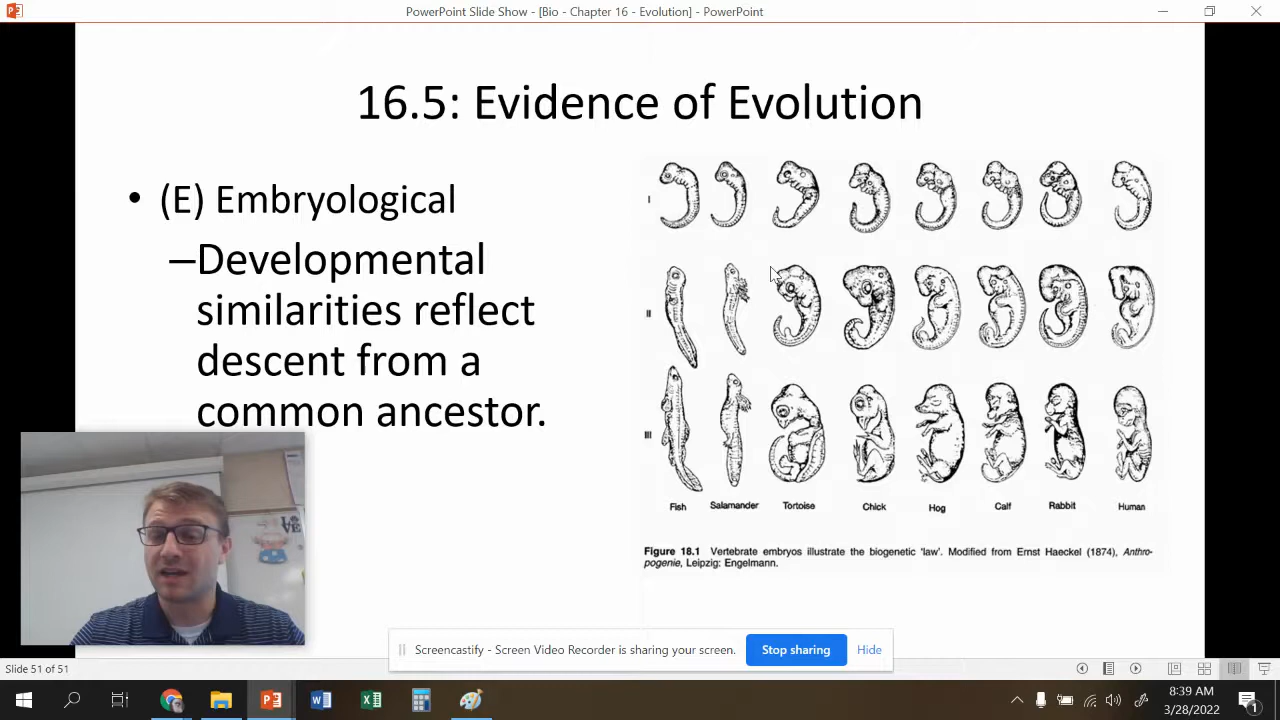 PowerPoint Slide Show - [Bio - Chapter 16 - Evolution] - PowerPoint
16.5: Evidence of Evolution
• (E) Embryological
–Developmental
similarities reflect
descent from a
common ancestor.
I
II
III
Fish Salamander Tortoise Chick Hog Calf Rabbit Human
Figure 18.1 Vertebrate embryos illustrate the biogenetic ‘law’. Modified from Ernst Haeckel (1874), Anthro-
pogenie, Leipzig: Engelmann.
LOVE
Screencastify - Screen Video Recorder is sharing your screen. Stop sharing Hide
Slide 51 of 51
8:39 AM
3/28/2022
1